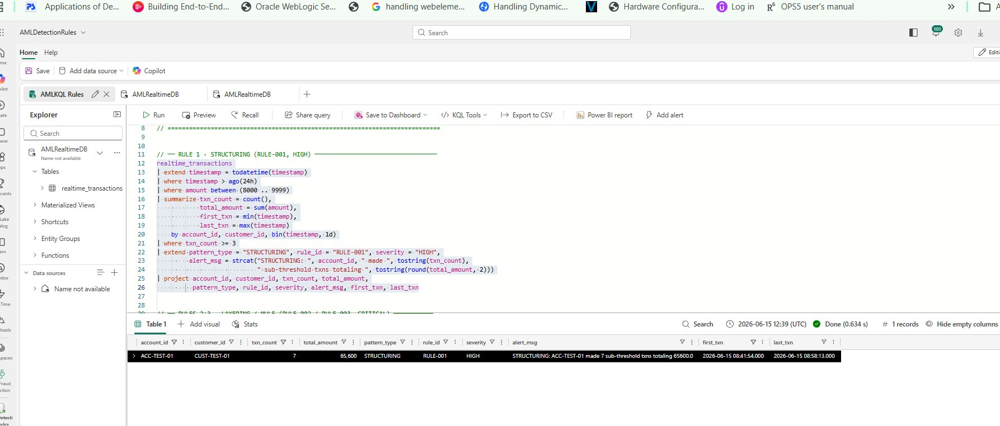 Applications of De... Building End-to-End... Oracle WebLogic Se... handling webeleme... Handling Dynamic... Hardware Configura... Log in OPS5 user's manual
AMLDetectionRules Search 101
Home Help
Save Add data source Copilot
AMLKQL Rules AMLRealtimeDB AMLRealtimeDB
Explorer Run Preview Recall Share query Save to Dashboard KQL Tools Export to CSV Power BI report Add alert
Search
AMLRealtimeDB
Name not available
Tables
realtime_transactions
Materialized Views
Shortcuts
Entity Groups
Functions
Data sources
Name not available
8 // ============================================================================
9
10
11 // ── RULE 1 · STRUCTURING (RULE-001, HIGH) ──────────────────────────────────
12 realtime_transactions
13 | extend timestamp = todatetime(timestamp)
14 | where timestamp > ago(24h)
15 | where amount between (8000 .. 9999)
16 | summarize txn_count = count(),
17 total_amount = sum(amount),
18 first_txn = min(timestamp),
19 last_txn = max(timestamp)
20 by account_id, customer_id, bin(timestamp, 1d)
21 | where txn_count >= 3
22 | extend pattern_type = "STRUCTURING", rule_id = "RULE-001", severity = "HIGH",
23 alert_msg = strcat("STRUCTURING: ", account_id, " made ", tostring(txn_count),
24 " sub-threshold txns totaling ", tostring(round(total_amount, 2)))
25 | project account_id, customer_id, txn_count, total_amount,
26 pattern_type, rule_id, severity, alert_msg, first_txn, last_txn
27
28
Table 1 Add visual Stats Search 2026-06-15 12:39 (UTC) Done (0.634 s) # 1 records Hide empty columns
account_id customer_id txn_count total_amount pattern_type rule_id severity alert_msg first_txn last_txn
ACC-TEST-01 CUST-TEST-01 7 65,600 STRUCTURING RULE-001 HIGH STRUCTURING: ACC-TEST-01 made 7 sub-threshold txns totaling 65600.0 2026-06-15 08:41:54.000 2026-06-15 08:58:13.000